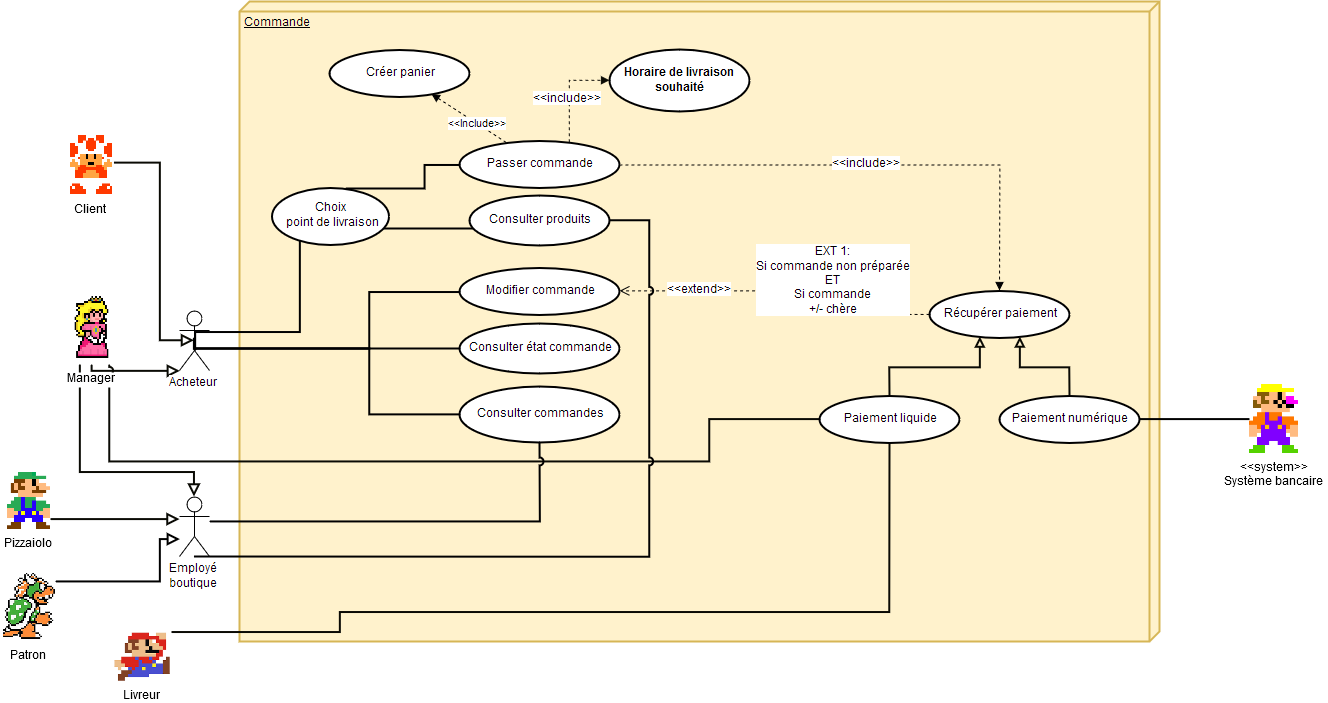 Commande
Créer panier
Horaire de livraison
souhaité
<<include>>
<<Include>>
Passer commande
<<include>>
Client
Choix
point de livraison
Consulter produits
EXT 1:
Si commande non préparée
ET
Si commande
+/- chère
<<extend>>
Modifier commande
Récupérer paiement
Consulter état commande
Manager
Acheteur
Consulter commandes
Paiement liquide
Paiement numérique
<<system>>
Système bancaire
Pizzaiolo
Employé
boutique
Patron
Livreur